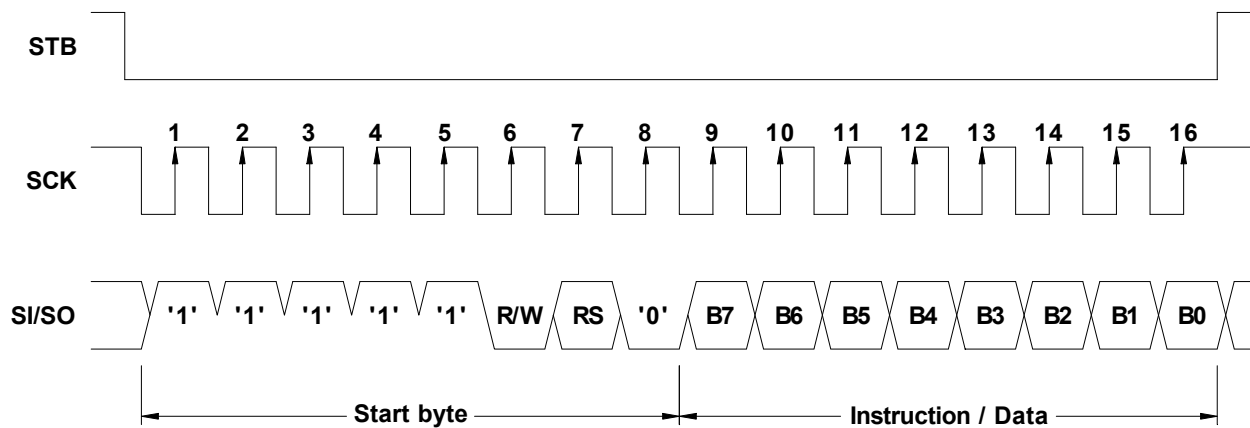 STB
1 2 3 4 5 6 7 8 9 10 11 12 13 14 15 16
SCK
SI/SO '1' '1' '1' '1' '1' R/W RS '0' B7 B6 B5 B4 B3 B2 B1 B0
Start byte Instruction / Data